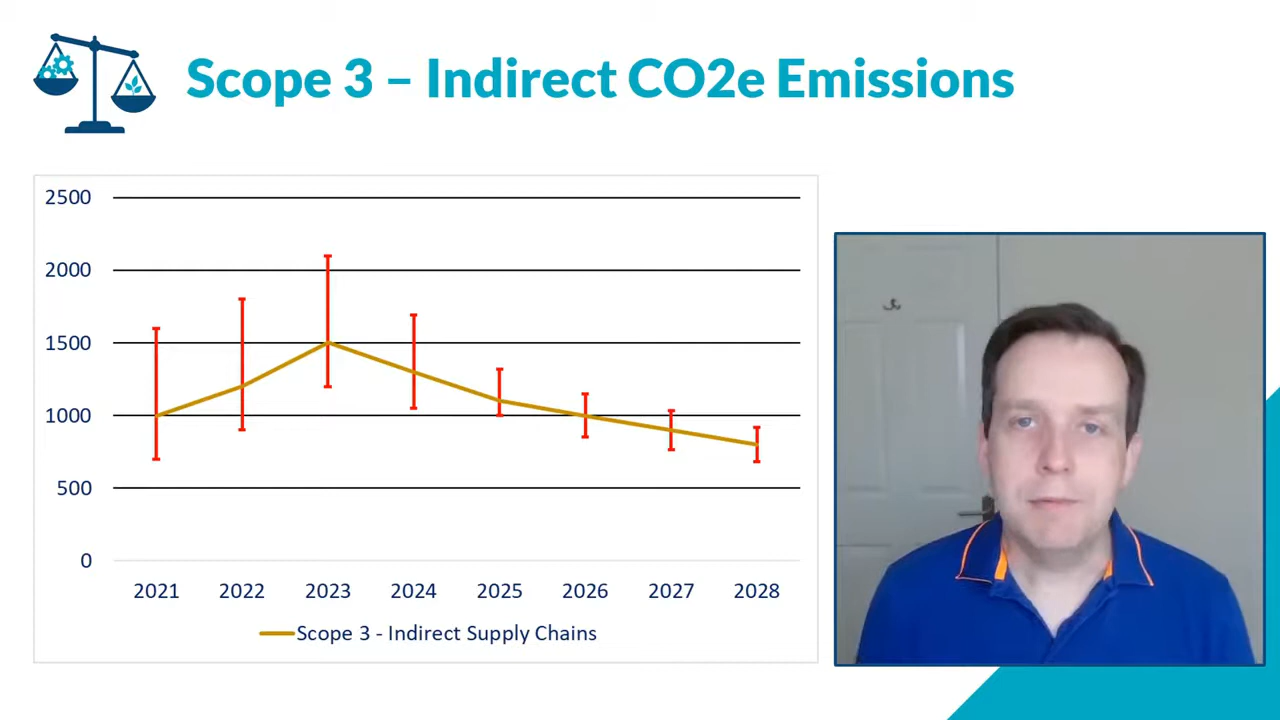 Scope 3 – Indirect CO2e Emissions
2500
2000
1500
1000
500
0
2021 2022 2023 2024 2025 2026 2027 2028
Scope 3 - Indirect Supply Chains